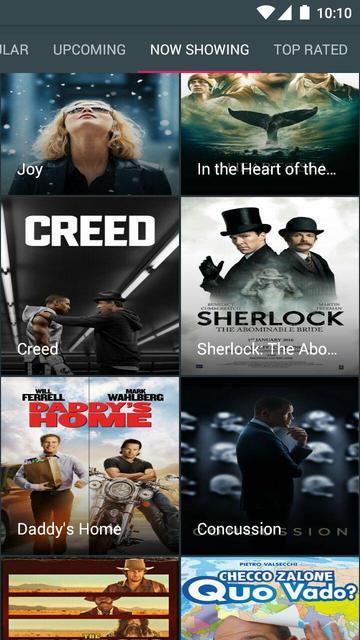 10:10
ULAR UPCOMING NOW SHOWING TOP RATED
Joy
In the Heart of the…
CREED
Creed
BENEDICT CUMBERBATCH
MARTIN FREEMAN
SHERLOCK
THE ABOMINABLE BRIDE
1ST JANUARY 2016
Sherlock: The Abo…
WILL FERRELL
MARK WAHLBERG
DADDY'S HOME
Daddy's Home
Concussion
THE
PIETRO VALSECCHI
CHECCO ZALONE
Quo Vado?